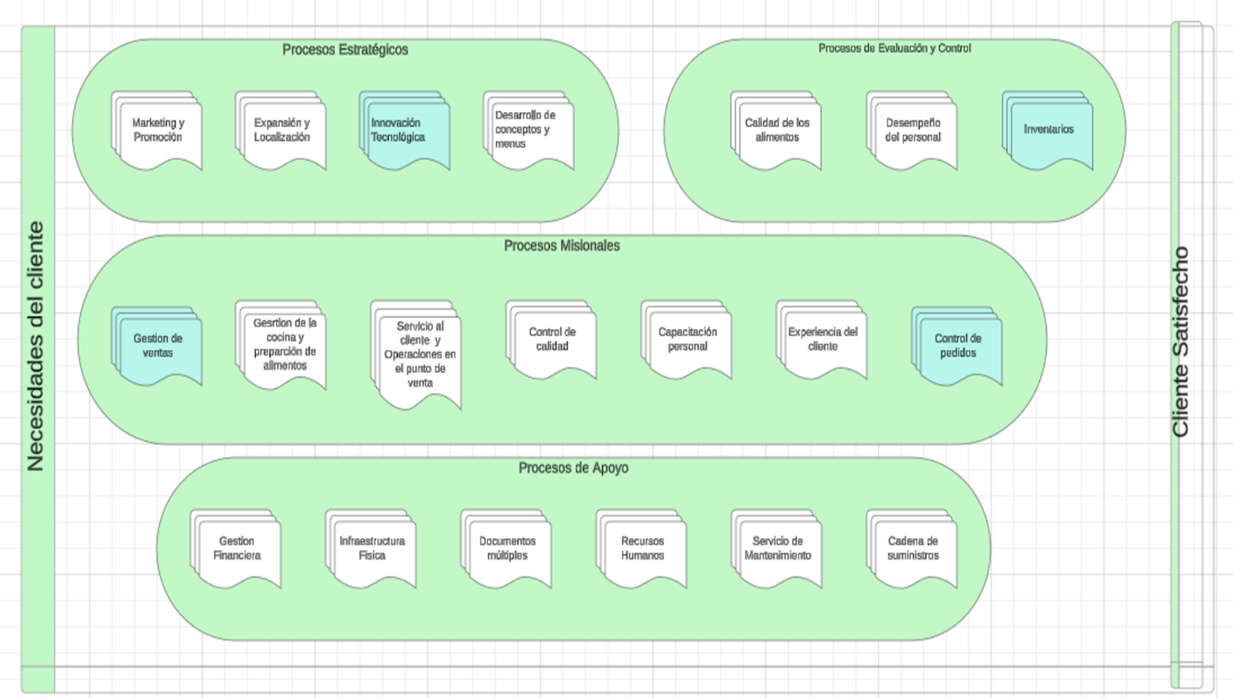 Necesidades del cliente
Procesos Estratégicos
Marketing y
Promoción
Expansión y
Localización
Innovación
Tecnológica
Desarrollo de
conceptos y
menus
Procesos de Evaluación y Control
Calidad de los
alimentos
Desempeño
del personal
Inventarios
Procesos Misionales
Gestion de
ventas
Gesrtion de la
cocina y
preparción de
alimentos
Servicio al
cliente y
Operaciones en
el punto de
venta
Control de
calidad
Capacitación
personal
Experiencia del
cliente
Control de
pedidos
Procesos de Apoyo
Gestion
Financiera
Infraestructura
Fisica
Documentos
múltiples
Recursos
Humanos
Servicio de
Mantenimiento
Cadena de
suministros
Cliente Satisfecho